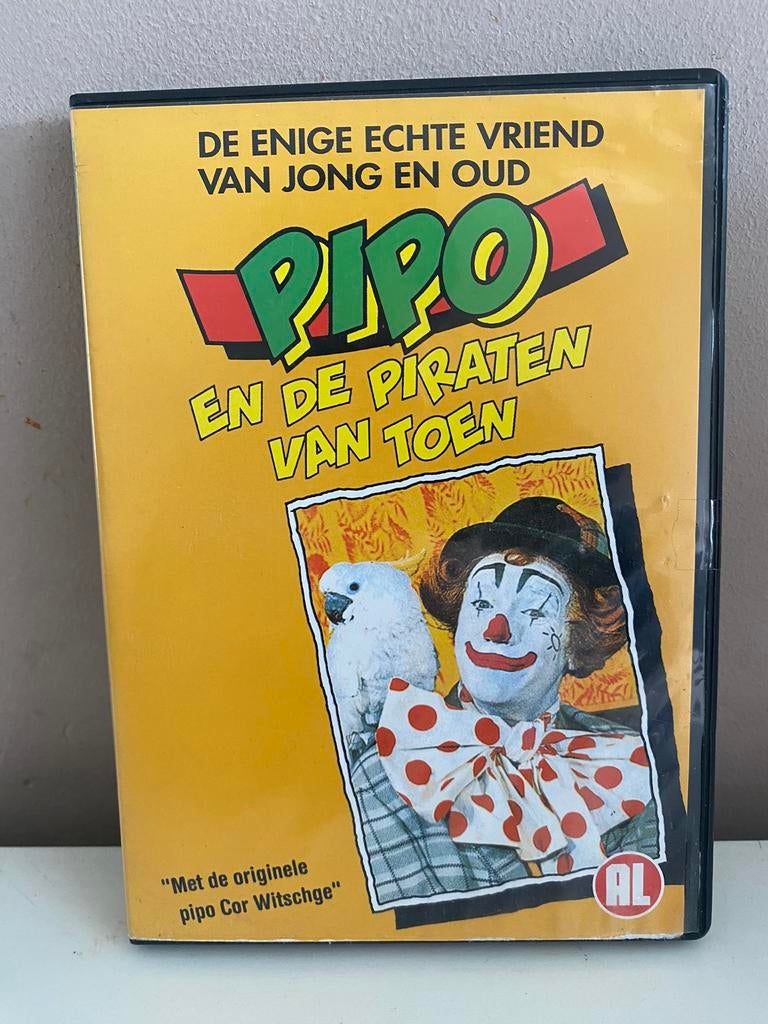 DE ENIGE ECHTE VRIEND
VAN JONG EN OUD
PIPO
EN DE PIRATEN
VAN TOEN
"Met de originele
pipo Cor Witschge"
AL